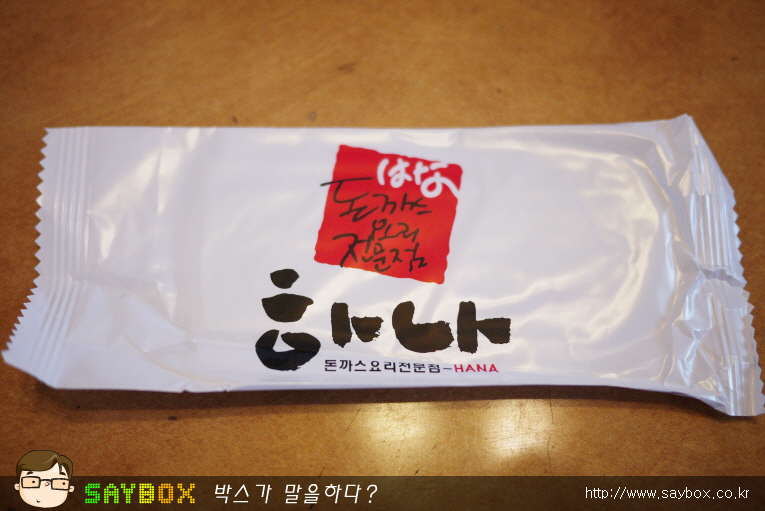 はな
돈까스
요리
전문점
하나
돈까스요리전문점-HANA
SAYBOX 박스가 말을하다?
http://www.saybox.co.kr